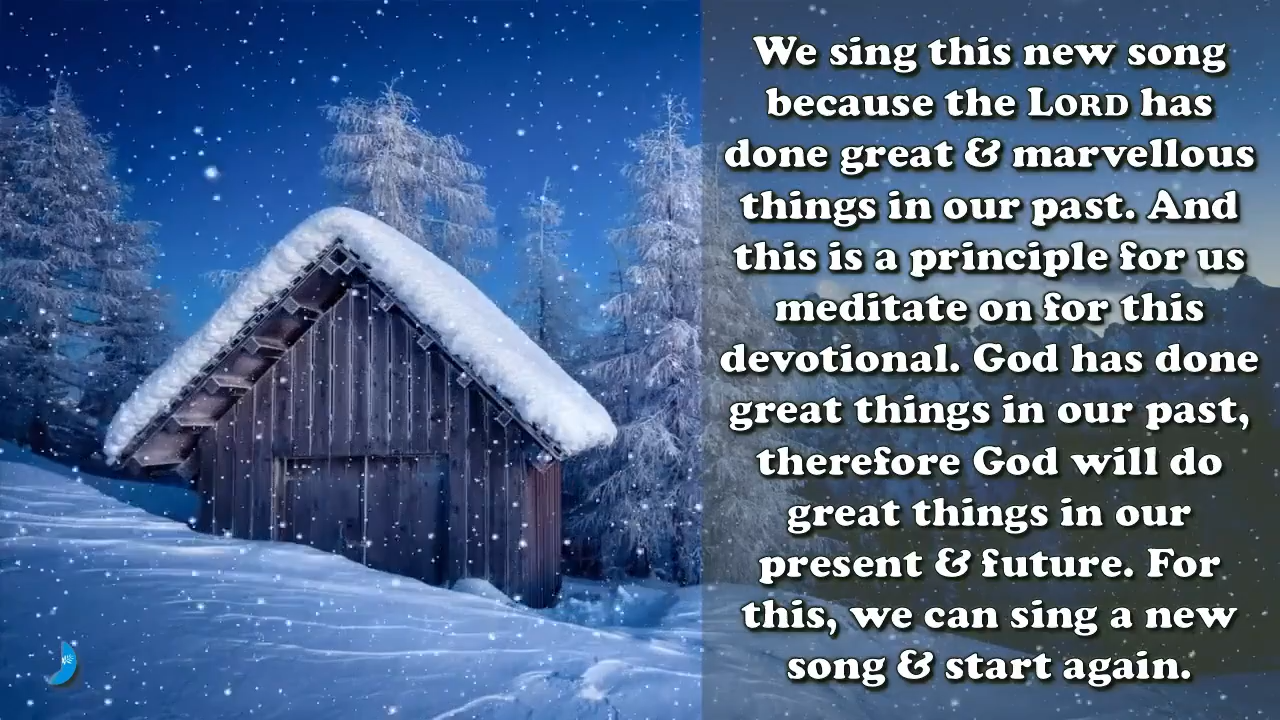 We sing this new song
because the LORD has
done great & marvellous
things in our past. And
this is a principle for us
meditate on for this
devotional. God has done
great things in our past,
therefore God will do
great things in our
present & future. For
this, we can sing a new
song & start again.